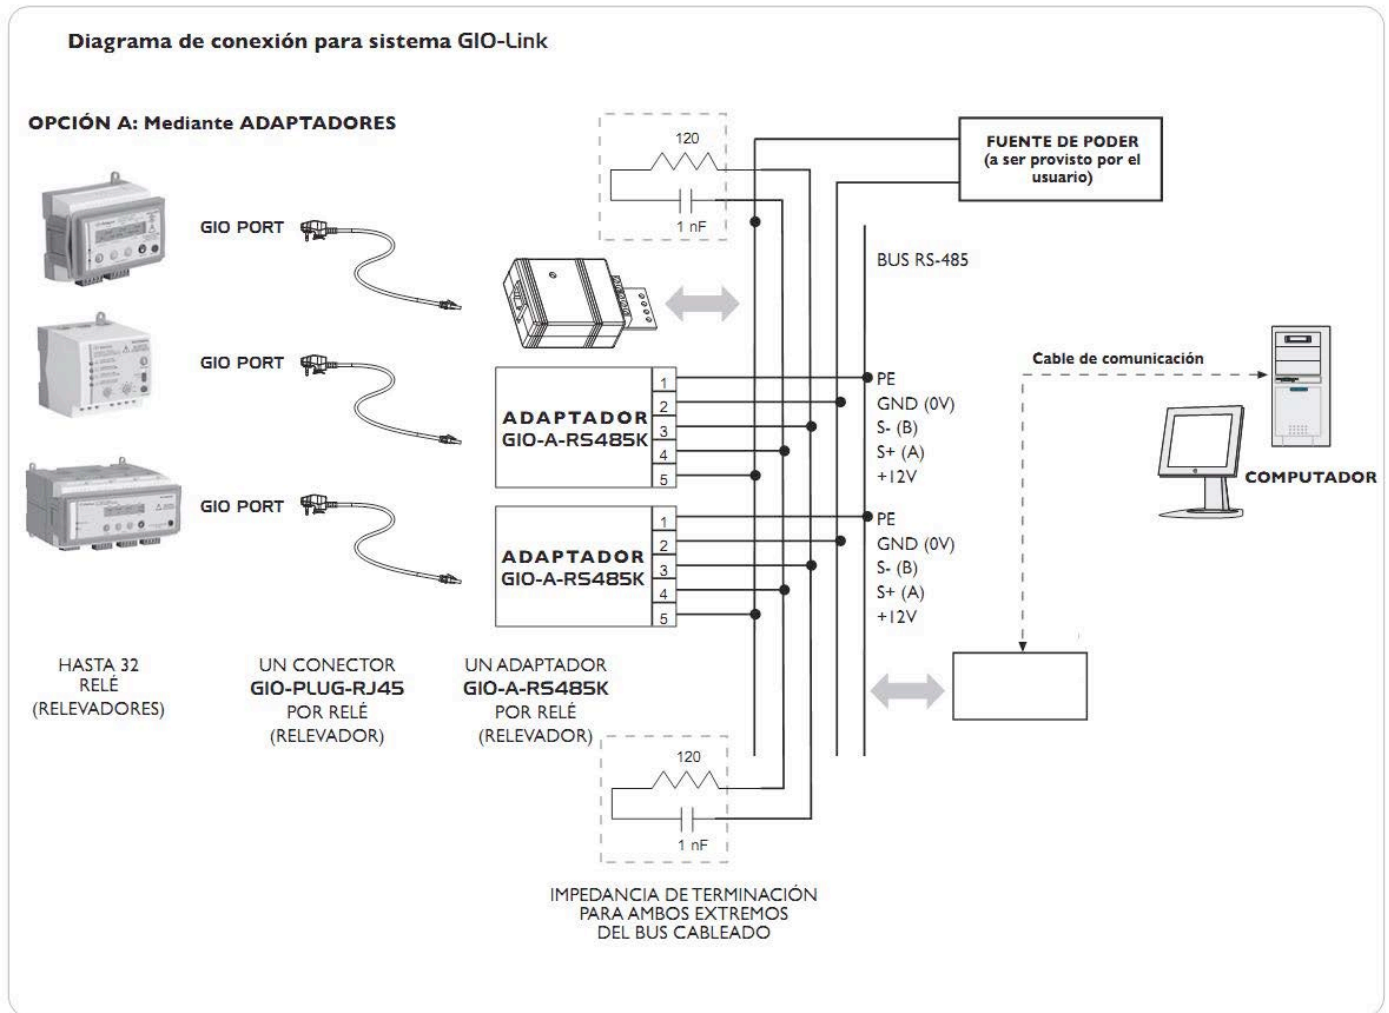 Diagrama de conexión para sistema GIO-Link
OPCIÓN A: Mediante ADAPTADORES
120
1 nF
FUENTE DE PODER
(a ser provisto por el
usuario)
GIO PORT
BUS RS-485
GIO PORT
Cable de comunicación
ADAPTADOR
GIO-A-RS485K
1
2
3
4
5
PE
GND (0V)
S- (B)
S+ (A)
+12V
COMPUTADOR
GIO PORT
ADAPTADOR
GIO-A-RS485K
1
2
3
4
5
PE
GND (0V)
S- (B)
S+ (A)
+12V
HASTA 32
RELÉ
(RELEVADORES)
UN CONECTOR
GIO-PLUG-RJ45
POR RELÉ
(RELEVADOR)
UN ADAPTADOR
GIO-A-RS485K
POR RELÉ
(RELEVADOR)
120
1 nF
IMPEDANCIA DE TERMINACIÓN
PARA AMBOS EXTREMOS
DEL BUS CABLEADO